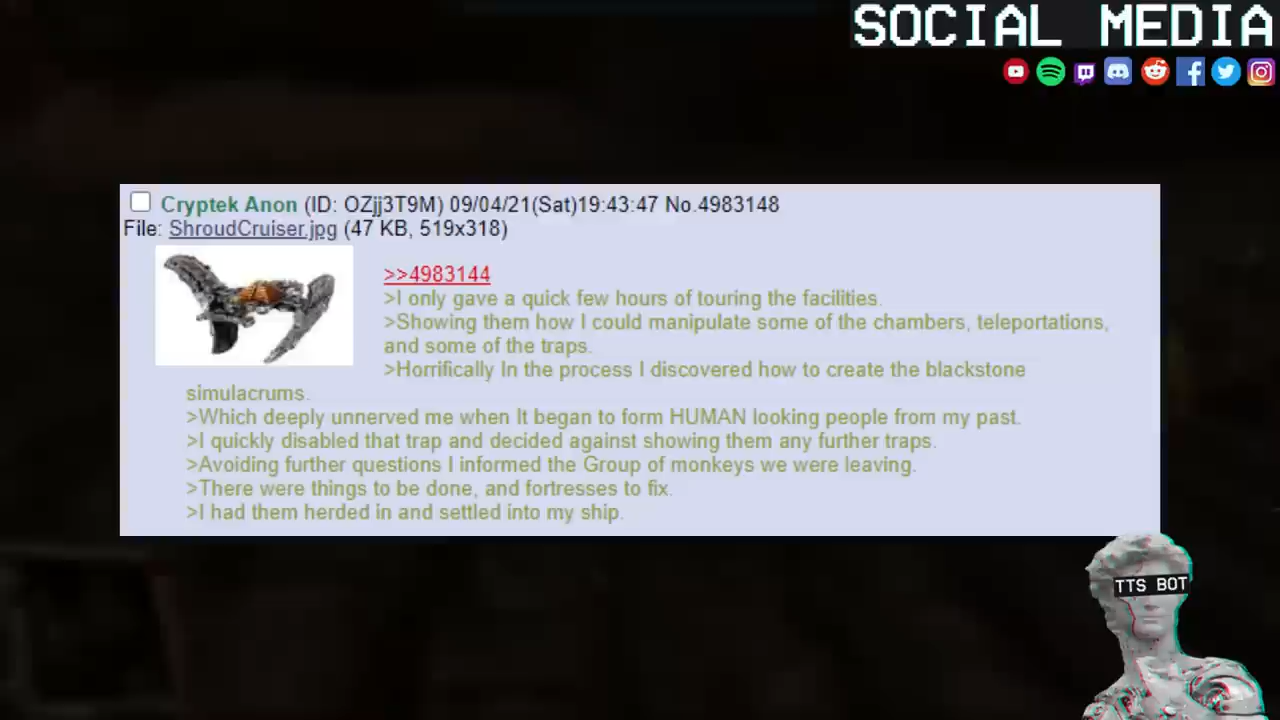 SOCIAL MEDIA
Cryptek Anon (ID: OZjj3T9M) 09/04/21(Sat)19:43:47 No.4983148
File: ShroudCruiser.jpg (47 KB, 519x318)
>>4983144
>I only gave a quick few hours of touring the facilities.
>Showing them how I could manipulate some of the chambers, teleportations,
and some of the traps.
>Horrifically In the process I discovered how to create the blackstone
simulacrums.
>Which deeply unnerved me when It began to form HUMAN looking people from my past.
>I quickly disabled that trap and decided against showing them any further traps.
>Avoiding further questions I informed the Group of monkeys we were leaving.
>There were things to be done, and fortresses to fix.
>I had them herded in and settled into my ship.
TTS BOT